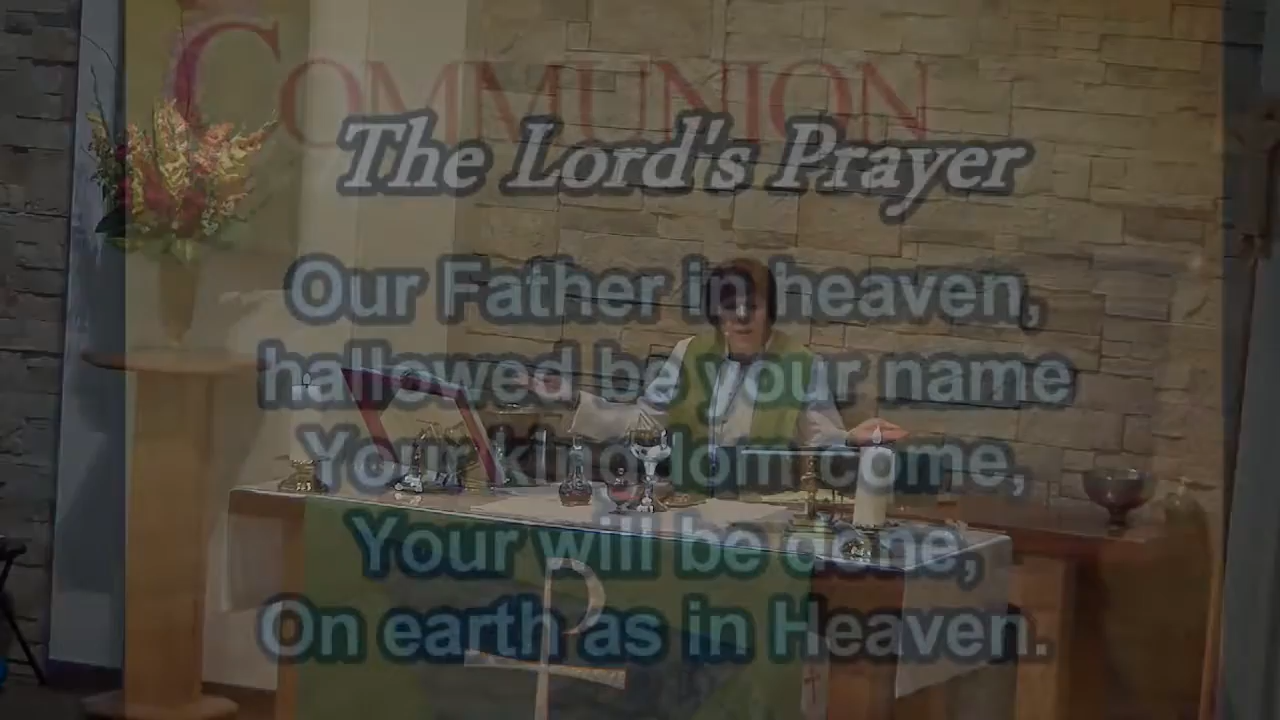 COMMUNION
The Lord's Prayer
Our Father in heaven,
hallowed be your name
Your kingdom come,
Your will be done,
On earth as in Heaven.